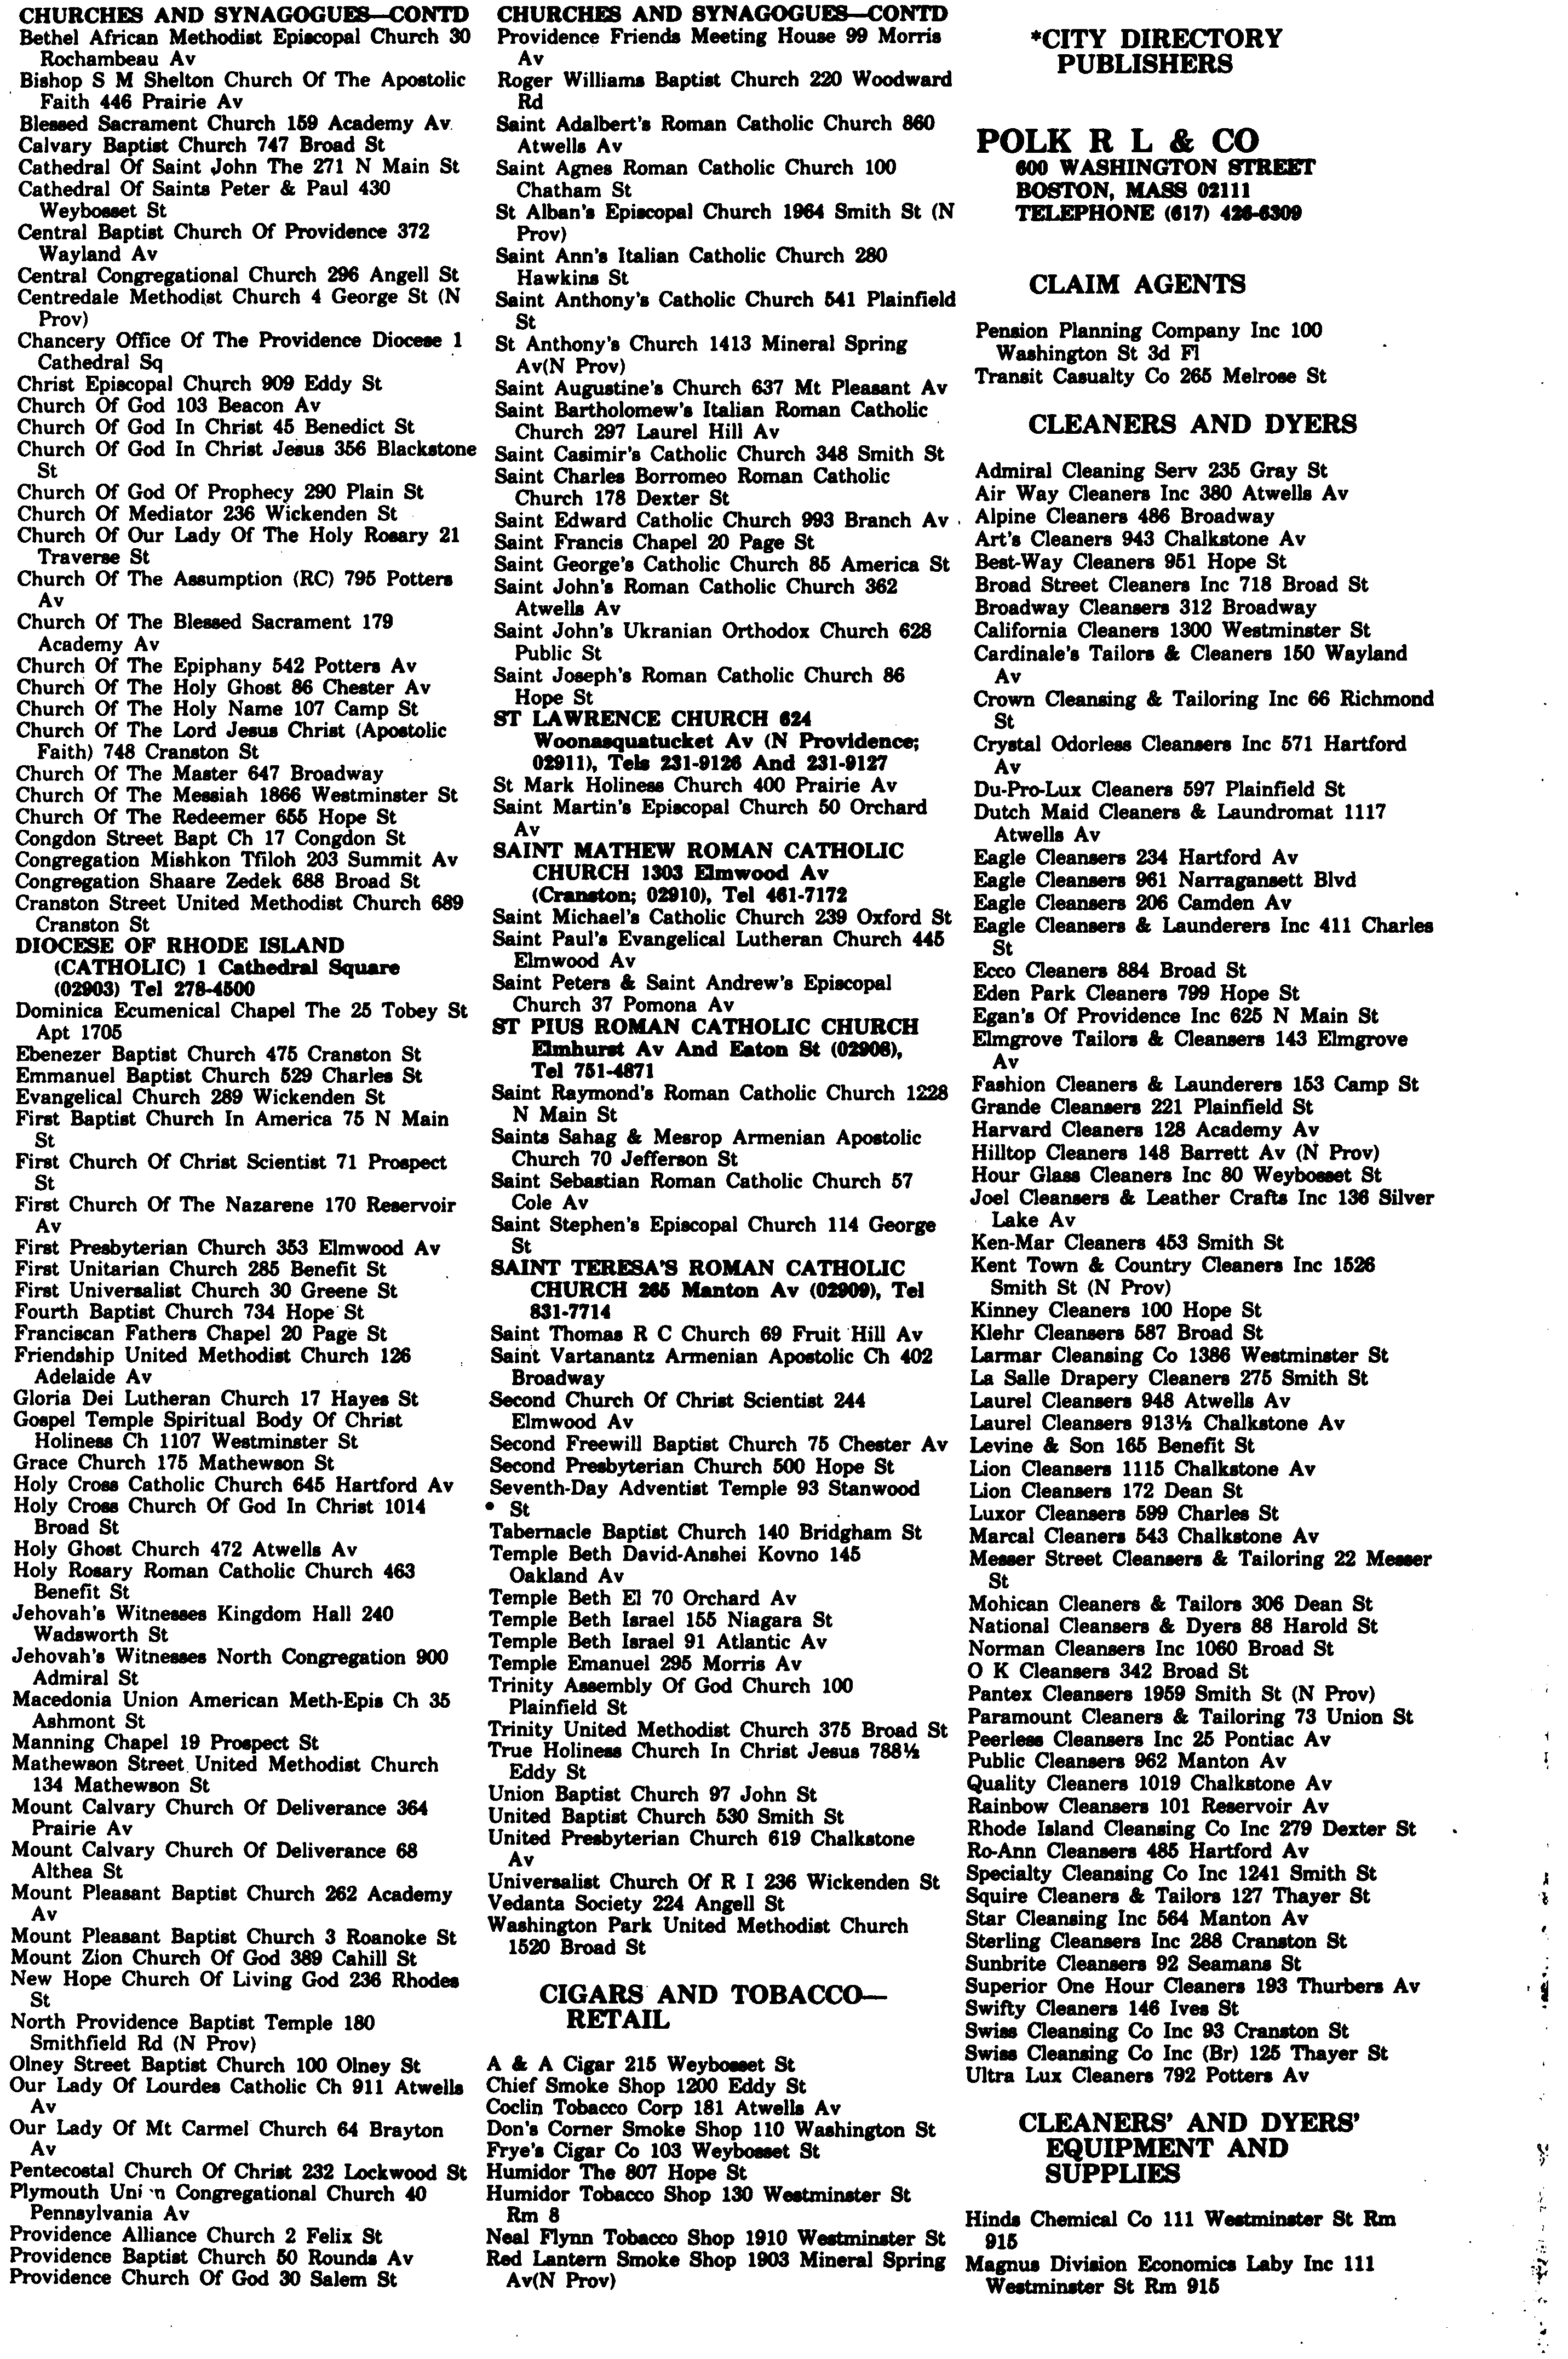 CHURCHES AND SYNAGOGUES—CONTD
Bethel African Methodist Episcopal Church 30
Rochambeau Av
Bishop S M Shelton Church Of The Apostolic
Faith 446 Prairie Av
Blessed Sacrament Church 159 Academy Av
Calvary Baptist Church 747 Broad St
Cathedral Of Saint John The 271 N Main St
Cathedral Of Saints Peter & Paul 430
Weybosset St
Central Baptist Church Of Providence 372
Wayland Av
Central Congregational Church 296 Angell St
Centredale Methodist Church 4 George St (N
Prov)
Chancery Office Of The Providence Diocese 1
Cathedral Sq
Christ Episcopal Church 909 Eddy St
Church Of God 103 Beacon Av
Church Of God In Christ 45 Benedict St
Church Of God In Christ Jesus 356 Blackstone
St
Church Of God Of Prophecy 290 Plain St
Church Of Mediator 236 Wickenden St
Church Of Our Lady Of The Holy Rosary 21
Traverse St
Church Of The Assumption (RC) 795 Potters
Av
Church Of The Blessed Sacrament 179
Academy Av
Church Of The Epiphany 542 Potters Av
Church Of The Holy Ghost 86 Chester Av
Church Of The Holy Name 107 Camp St
Church Of The Lord Jesus Christ (Apostolic
Faith) 748 Cranston St
Church Of The Master 647 Broadway
Church Of The Messiah 1866 Westminster St
Church Of The Redeemer 655 Hope St
Congdon Street Bapt Ch 17 Congdon St
Congregation Mishkon Tfiloh 203 Summit Av
Congregation Shaare Zedek 688 Broad St
Cranston Street United Methodist Church 689
Cranston St
DIOCESE OF RHODE ISLAND
(CATHOLIC) 1 Cathedral Square
(02903) Tel 278-4500
Dominica Ecumenical Chapel The 25 Tobey St
Apt 1705
Ebenezer Baptist Church 475 Cranston St
Emmanuel Baptist Church 529 Charles St
Evangelical Church 289 Wickenden St
First Baptist Church In America 75 N Main
St
First Church Of Christ Scientist 71 Prospect
St
First Church Of The Nazarene 170 Reservoir
Av
First Presbyterian Church 353 Elmwood Av
First Unitarian Church 285 Benefit St
First Universalist Church 30 Greene St
Fourth Baptist Church 734 Hope St
Franciscan Fathers Chapel 20 Page St
Friendship United Methodist Church 126
Adelaide Av
Gloria Dei Lutheran Church 17 Hayes St
Gospel Temple Spiritual Body Of Christ
Holiness Ch 1107 Westminster St
Grace Church 175 Mathewson St
Holy Cross Catholic Church 645 Hartford Av
Holy Cross Church Of God In Christ 1014
Broad St
Holy Ghost Church 472 Atwells Av
Holy Rosary Roman Catholic Church 463
Benefit St
Jehovah's Witnesses Kingdom Hall 240
Wadsworth St
Jehovah's Witnesses North Congregation 900
Admiral St
Macedonia Union American Meth-Epis Ch 35
Ashmont St
Manning Chapel 19 Prospect St
Mathewson Street United Methodist Church
134 Mathewson St
Mount Calvary Church Of Deliverance 364
Prairie Av
Mount Calvary Church Of Deliverance 68
Althea St
Mount Pleasant Baptist Church 262 Academy
Av
Mount Pleasant Baptist Church 3 Roanoke St
Mount Zion Church Of God 389 Cahill St
New Hope Church Of Living God 236 Rhodes
St
North Providence Baptist Temple 180
Smithfield Rd (N Prov)
Olney Street Baptist Church 100 Olney St
Our Lady Of Lourdes Catholic Ch 911 Atwells
Av
Our Lady Of Mt Carmel Church 64 Brayton
Av
Pentecostal Church Of Christ 232 Lockwood St
Plymouth Congregational Church 40
Pennsylvania Av
Providence Alliance Church 2 Felix St
Providence Baptist Church 50 Rounds Av
Providence Church Of God 30 Salem St
CHURCHES AND SYNAGOGUES—CONTD
Providence Friends Meeting House 99 Morris
Av
Roger Williams Baptist Church 220 Woodward
Rd
Saint Adalbert's Roman Catholic Church 860
Atwells Av
Saint Agnes Roman Catholic Church 100
Chatham St
St Alban's Episcopal Church 1964 Smith St (N
Prov)
Saint Ann's Italian Catholic Church 280
Hawkins St
Saint Anthony's Catholic Church 541 Plainfield
St
St Anthony's Church 1413 Mineral Spring
Av(N Prov)
Saint Augustine's Church 637 Mt Pleasant Av
Saint Bartholomew's Italian Roman Catholic
Church 297 Laurel Hill Av
Saint Casimir's Catholic Church 348 Smith St
Saint Charles Borromeo Roman Catholic
Church 178 Dexter St
Saint Edward Catholic Church 993 Branch Av
Saint Francis Chapel 20 Page St
Saint George's Catholic Church 85 America St
Saint John's Roman Catholic Church 362
Atwells Av
Saint John's Ukranian Orthodox Church 628
Public St
Saint Joseph's Roman Catholic Church 86
Hope St
ST LAWRENCE CHURCH 624
Woonasquatucket Av (N Providence;
02911), Tels 231-9126 And 231-9127
St Mark Holiness Church 400 Prairie Av
Saint Martin's Episcopal Church 50 Orchard
Av
SAINT MATHEW ROMAN CATHOLIC
CHURCH 1303 Elmwood Av
(Cranston; 02910), Tel 461-7172
Saint Michael's Catholic Church 239 Oxford St
Saint Paul's Evangelical Lutheran Church 445
Elmwood Av
Saint Peters & Saint Andrew's Episcopal
Church 37 Pomona Av
ST PIUS ROMAN CATHOLIC CHURCH
Elmhurst Av And Eaton St (02908),
Tel 751-4871
Saint Raymond's Roman Catholic Church 1228
N Main St
Saints Sahag & Mesrop Armenian Apostolic
Church 70 Jefferson St
Saint Sebastian Roman Catholic Church 57
Cole Av
Saint Stephen's Episcopal Church 114 George
St
SAINT TERESA'S ROMAN CATHOLIC
CHURCH 265 Manton Av (02909), Tel
831-7714
Saint Thomas R C Church 69 Fruit Hill Av
Saint Vartanantz Armenian Apostolic Ch 402
Broadway
Second Church Of Christ Scientist 244
Elmwood Av
Second Freewill Baptist Church 75 Chester Av
Second Presbyterian Church 500 Hope St
Seventh-Day Adventist Temple 93 Stanwood
St
Tabernacle Baptist Church 140 Bridgham St
Temple Beth David-Anshei Kovno 145
Oakland Av
Temple Beth El 70 Orchard Av
Temple Beth Israel 155 Niagara St
Temple Beth Israel 91 Atlantic Av
Temple Emanuel 295 Morris Av
Trinity Assembly Of God Church 100
Plainfield St
Trinity United Methodist Church 375 Broad St
True Holiness Church In Christ Jesus 788½
Eddy St
Union Baptist Church 97 John St
United Baptist Church 530 Smith St
United Presbyterian Church 619 Chalkstone
Av
Universalist Church Of R I 236 Wickenden St
Vedanta Society 224 Angell St
Washington Park United Methodist Church
1520 Broad St
CIGARS AND TOBACCO—
RETAIL
A & A Cigar 215 Weybosset St
Chief Smoke Shop 1200 Eddy St
Coclin Tobacco Corp 181 Atwells Av
Don's Corner Smoke Shop 110 Washington St
Frye's Cigar Co 103 Weybosset St
Humidor The 807 Hope St
Humidor Tobacco Shop 130 Westminster St
Rm 8
Neal Flynn Tobacco Shop 1910 Westminster St
Red Lantern Smoke Shop 1903 Mineral Spring
Av(N Prov)
*CITY DIRECTORY
PUBLISHERS
POLK R L & CO
600 WASHINGTON STREET
BOSTON, MASS 02111
TELEPHONE (617) 426-6309
CLAIM AGENTS
Pension Planning Company Inc 100
Washington St 3d Fl
Transit Casualty Co 265 Melrose St
CLEANERS AND DYERS
Admiral Cleaning Serv 235 Gray St
Air Way Cleaners Inc 380 Atwells Av
Alpine Cleaners 486 Broadway
Art's Cleaners 943 Chalkstone Av
Best-Way Cleaners 951 Hope St
Broad Street Cleaners Inc 718 Broad St
Broadway Cleansers 312 Broadway
California Cleaners 1300 Westminster St
Cardinale's Tailors & Cleaners 150 Wayland
Av
Crown Cleansing & Tailoring Inc 66 Richmond
St
Crystal Odorless Cleansers Inc 571 Hartford
Av
Du-Pro-Lux Cleaners 597 Plainfield St
Dutch Maid Cleaners & Laundromat 1117
Atwells Av
Eagle Cleansers 234 Hartford Av
Eagle Cleansers 961 Narragansett Blvd
Eagle Cleansers 206 Camden Av
Eagle Cleansers & Launderers Inc 411 Charles
St
Ecco Cleaners 884 Broad St
Eden Park Cleaners 799 Hope St
Egan's Of Providence Inc 625 N Main St
Elmgrove Tailors & Cleansers 143 Elmgrove
Av
Fashion Cleaners & Launderers 153 Camp St
Grande Cleansers 221 Plainfield St
Harvard Cleaners 128 Academy Av
Hilltop Cleaners 148 Barrett Av (N Prov)
Hour Glass Cleaners Inc 80 Weybosset St
Joel Cleansers & Leather Crafts Inc 136 Silver
Lake Av
Ken-Mar Cleaners 453 Smith St
Kent Town & Country Cleaners Inc 1526
Smith St (N Prov)
Kinney Cleaners 100 Hope St
Klehr Cleansers 587 Broad St
Larmar Cleansing Co 1386 Westminster St
La Salle Drapery Cleaners 275 Smith St
Laurel Cleansers 948 Atwells Av
Laurel Cleansers 913½ Chalkstone Av
Levine & Son 165 Benefit St
Lion Cleansers 1115 Chalkstone Av
Lion Cleansers 172 Dean St
Luxor Cleansers 599 Charles St
Marcal Cleaners 543 Chalkstone Av
Messer Street Cleansers & Tailoring 22 Messer
St
Mohican Cleaners & Tailors 306 Dean St
National Cleansers & Dyers 88 Harold St
Norman Cleansers Inc 1060 Broad St
O K Cleansers 342 Broad St
Pantex Cleansers 1959 Smith St (N Prov)
Paramount Cleaners & Tailoring 73 Union St
Peerless Cleansers Inc 25 Pontiac Av
Public Cleansers 962 Manton Av
Quality Cleaners 1019 Chalkstone Av
Rainbow Cleansers 101 Reservoir Av
Rhode Island Cleansing Co Inc 279 Dexter St
Ro-Ann Cleansers 485 Hartford Av
Specialty Cleansing Co Inc 1241 Smith St
Squire Cleaners & Tailors 127 Thayer St
Star Cleansing Inc 564 Manton Av
Sterling Cleansers Inc 288 Cranston St
Sunbrite Cleansers 92 Seamans St
Superior One Hour Cleaners 193 Thurbers Av
Swifty Cleaners 146 Ives St
Swiss Cleansing Co Inc 93 Cranston St
Swiss Cleansing Co Inc (Br) 125 Thayer St
Ultra Lux Cleaners 792 Potters Av
CLEANERS' AND DYERS'
EQUIPMENT AND
SUPPLIES
Hinds Chemical Co 111 Westminster St Rm
915
Magnus Division Economics Laby Inc 111
Westminster St Rm 915